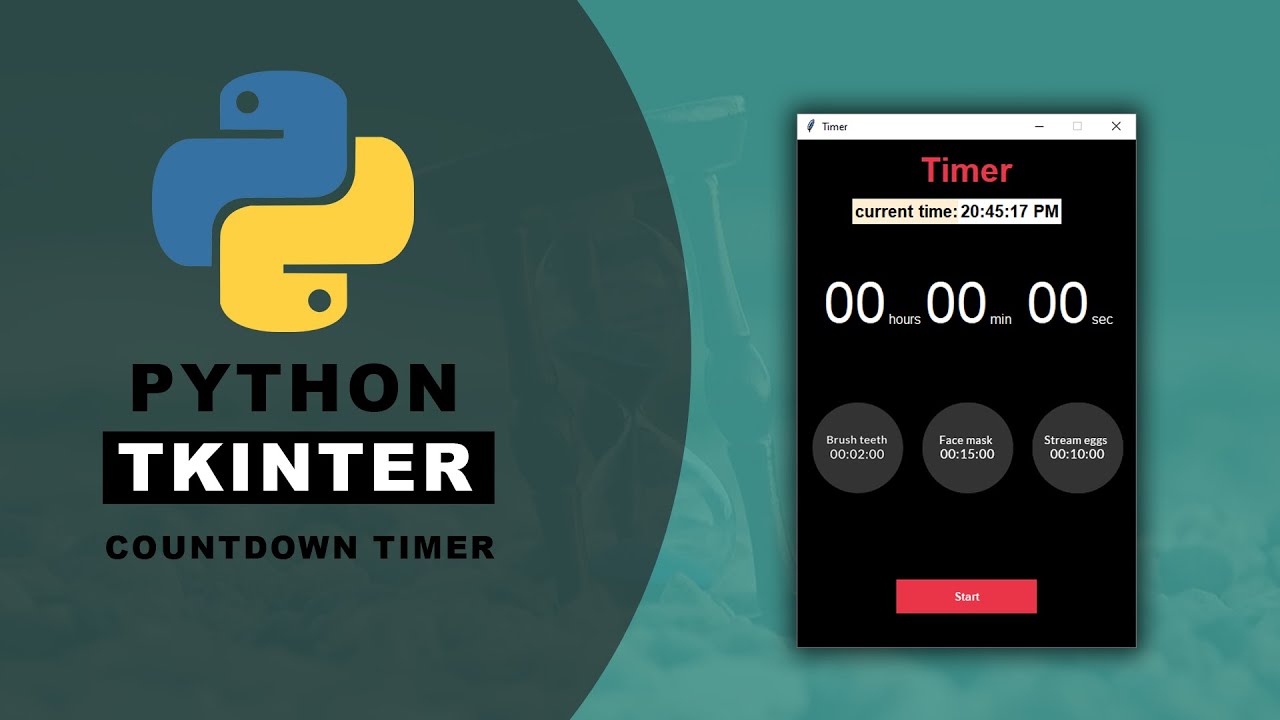 PYTHON
TKINTER
COUNTDOWN TIMER
Timer
Timer
current time: 20:45:17 PM
00 hours 00 min 00 sec
Brush teeth
00:02:00
Face mask
00:15:00
Stream eggs
00:10:00
Start